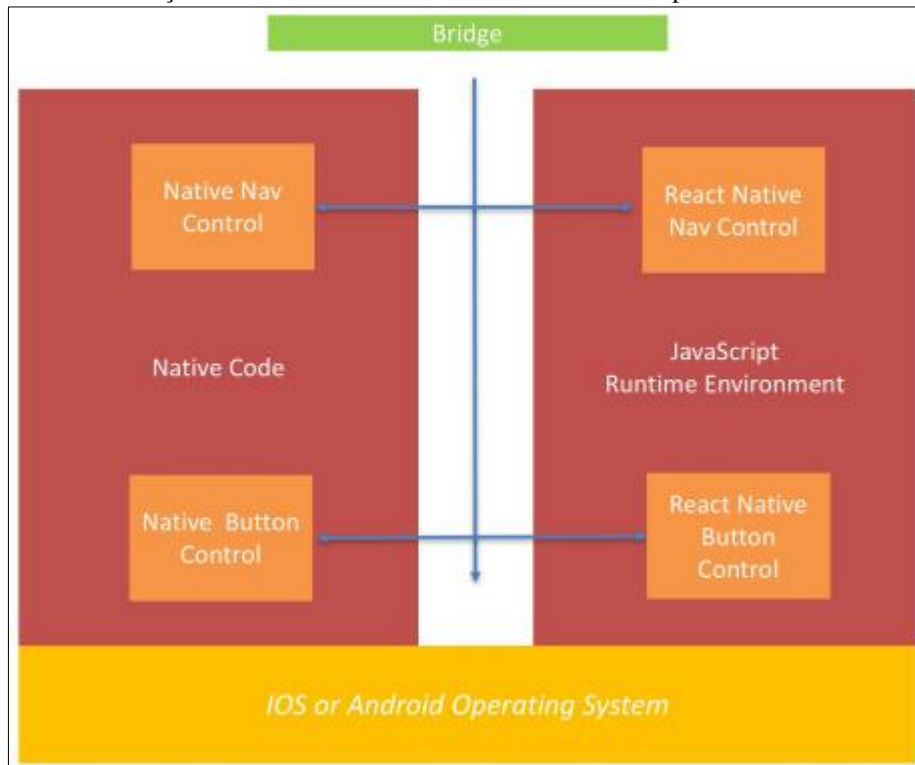 Bridge
Native Nav
Control
React Native
Nav Control
Native Code
JavaScript
Runtime Environment
Native Button
Control
React Native
Button
Control
IOS or Android Operating System